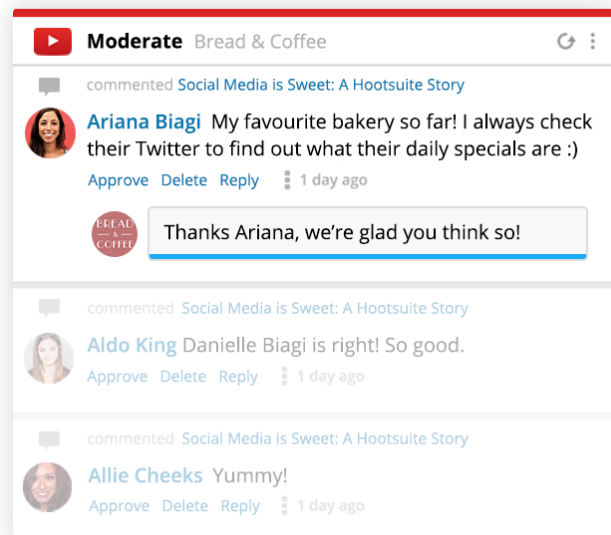 Moderate Bread & Coffee
commented Social Media is Sweet: A Hootsuite Story
Ariana Biagi My favourite bakery so far! I always check
their Twitter to find out what their daily specials are :)
Approve Delete Reply 1 day ago
BREAD
&
COFFEE
Thanks Ariana, we’re glad you think so!
commented Social Media is Sweet: A Hootsuite Story
Aldo King Danielle Biagi is right! So good.
Approve Delete Reply 1 day ago
commented Social Media is Sweet: A Hootsuite Story
Allie Cheeks Yummy!
Approve Delete Reply 1 day ago